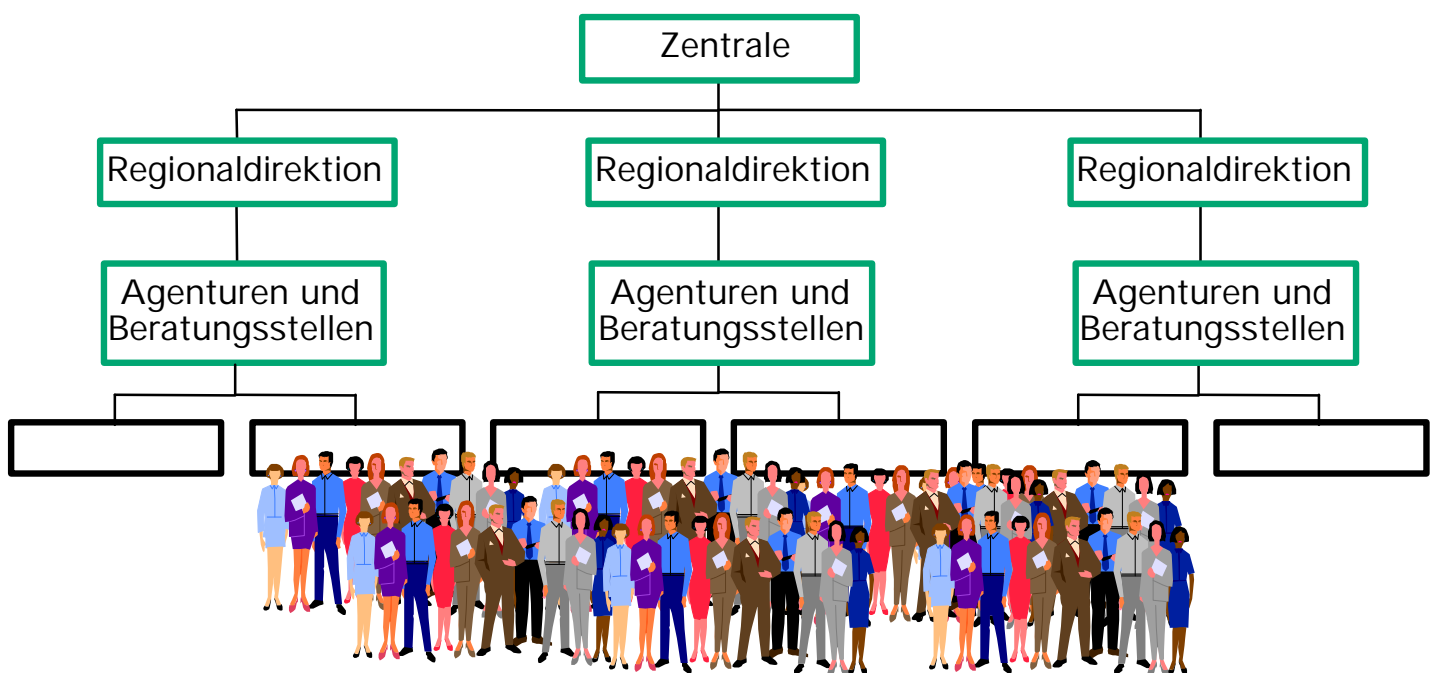 Zentrale
Regionaldirektion
Regionaldirektion
Regionaldirektion
Agenturen und
Beratungsstellen
Agenturen und
Beratungsstellen
Agenturen und
Beratungsstellen